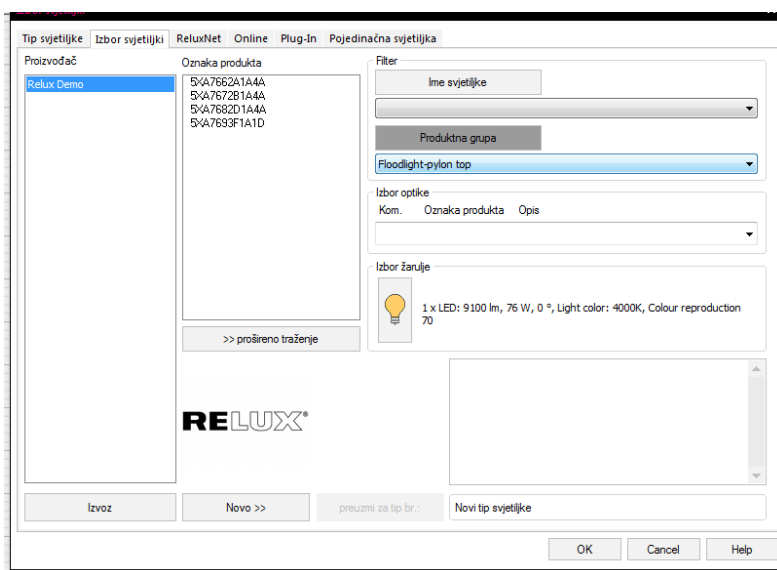 Tip svjetiljke Izbor svjetiljki ReluxNet Online Plug-In Pojedinačna svjetiljka
Proizvođač
Relux Demo
Oznaka produkta
5XA7662A1A4A
5XA7672B1A4A
5XA7682D1A4A
5XA7693F1A1D
>> prošireno traženje
Filter
Ime svjetiljke
Produktna grupa
Floodlight-pylon top
Izbor optike
Kom. Oznaka produkta Opis
Izbor žarulje
1 x LED: 9100 lm, 76 W, 0 °, Light color: 4000K, Colour reproduction
70
RELUX®
Izvoz
Novo >>
preuzmi za tip br.:
Novi tip svjetiljke
OK Cancel Help